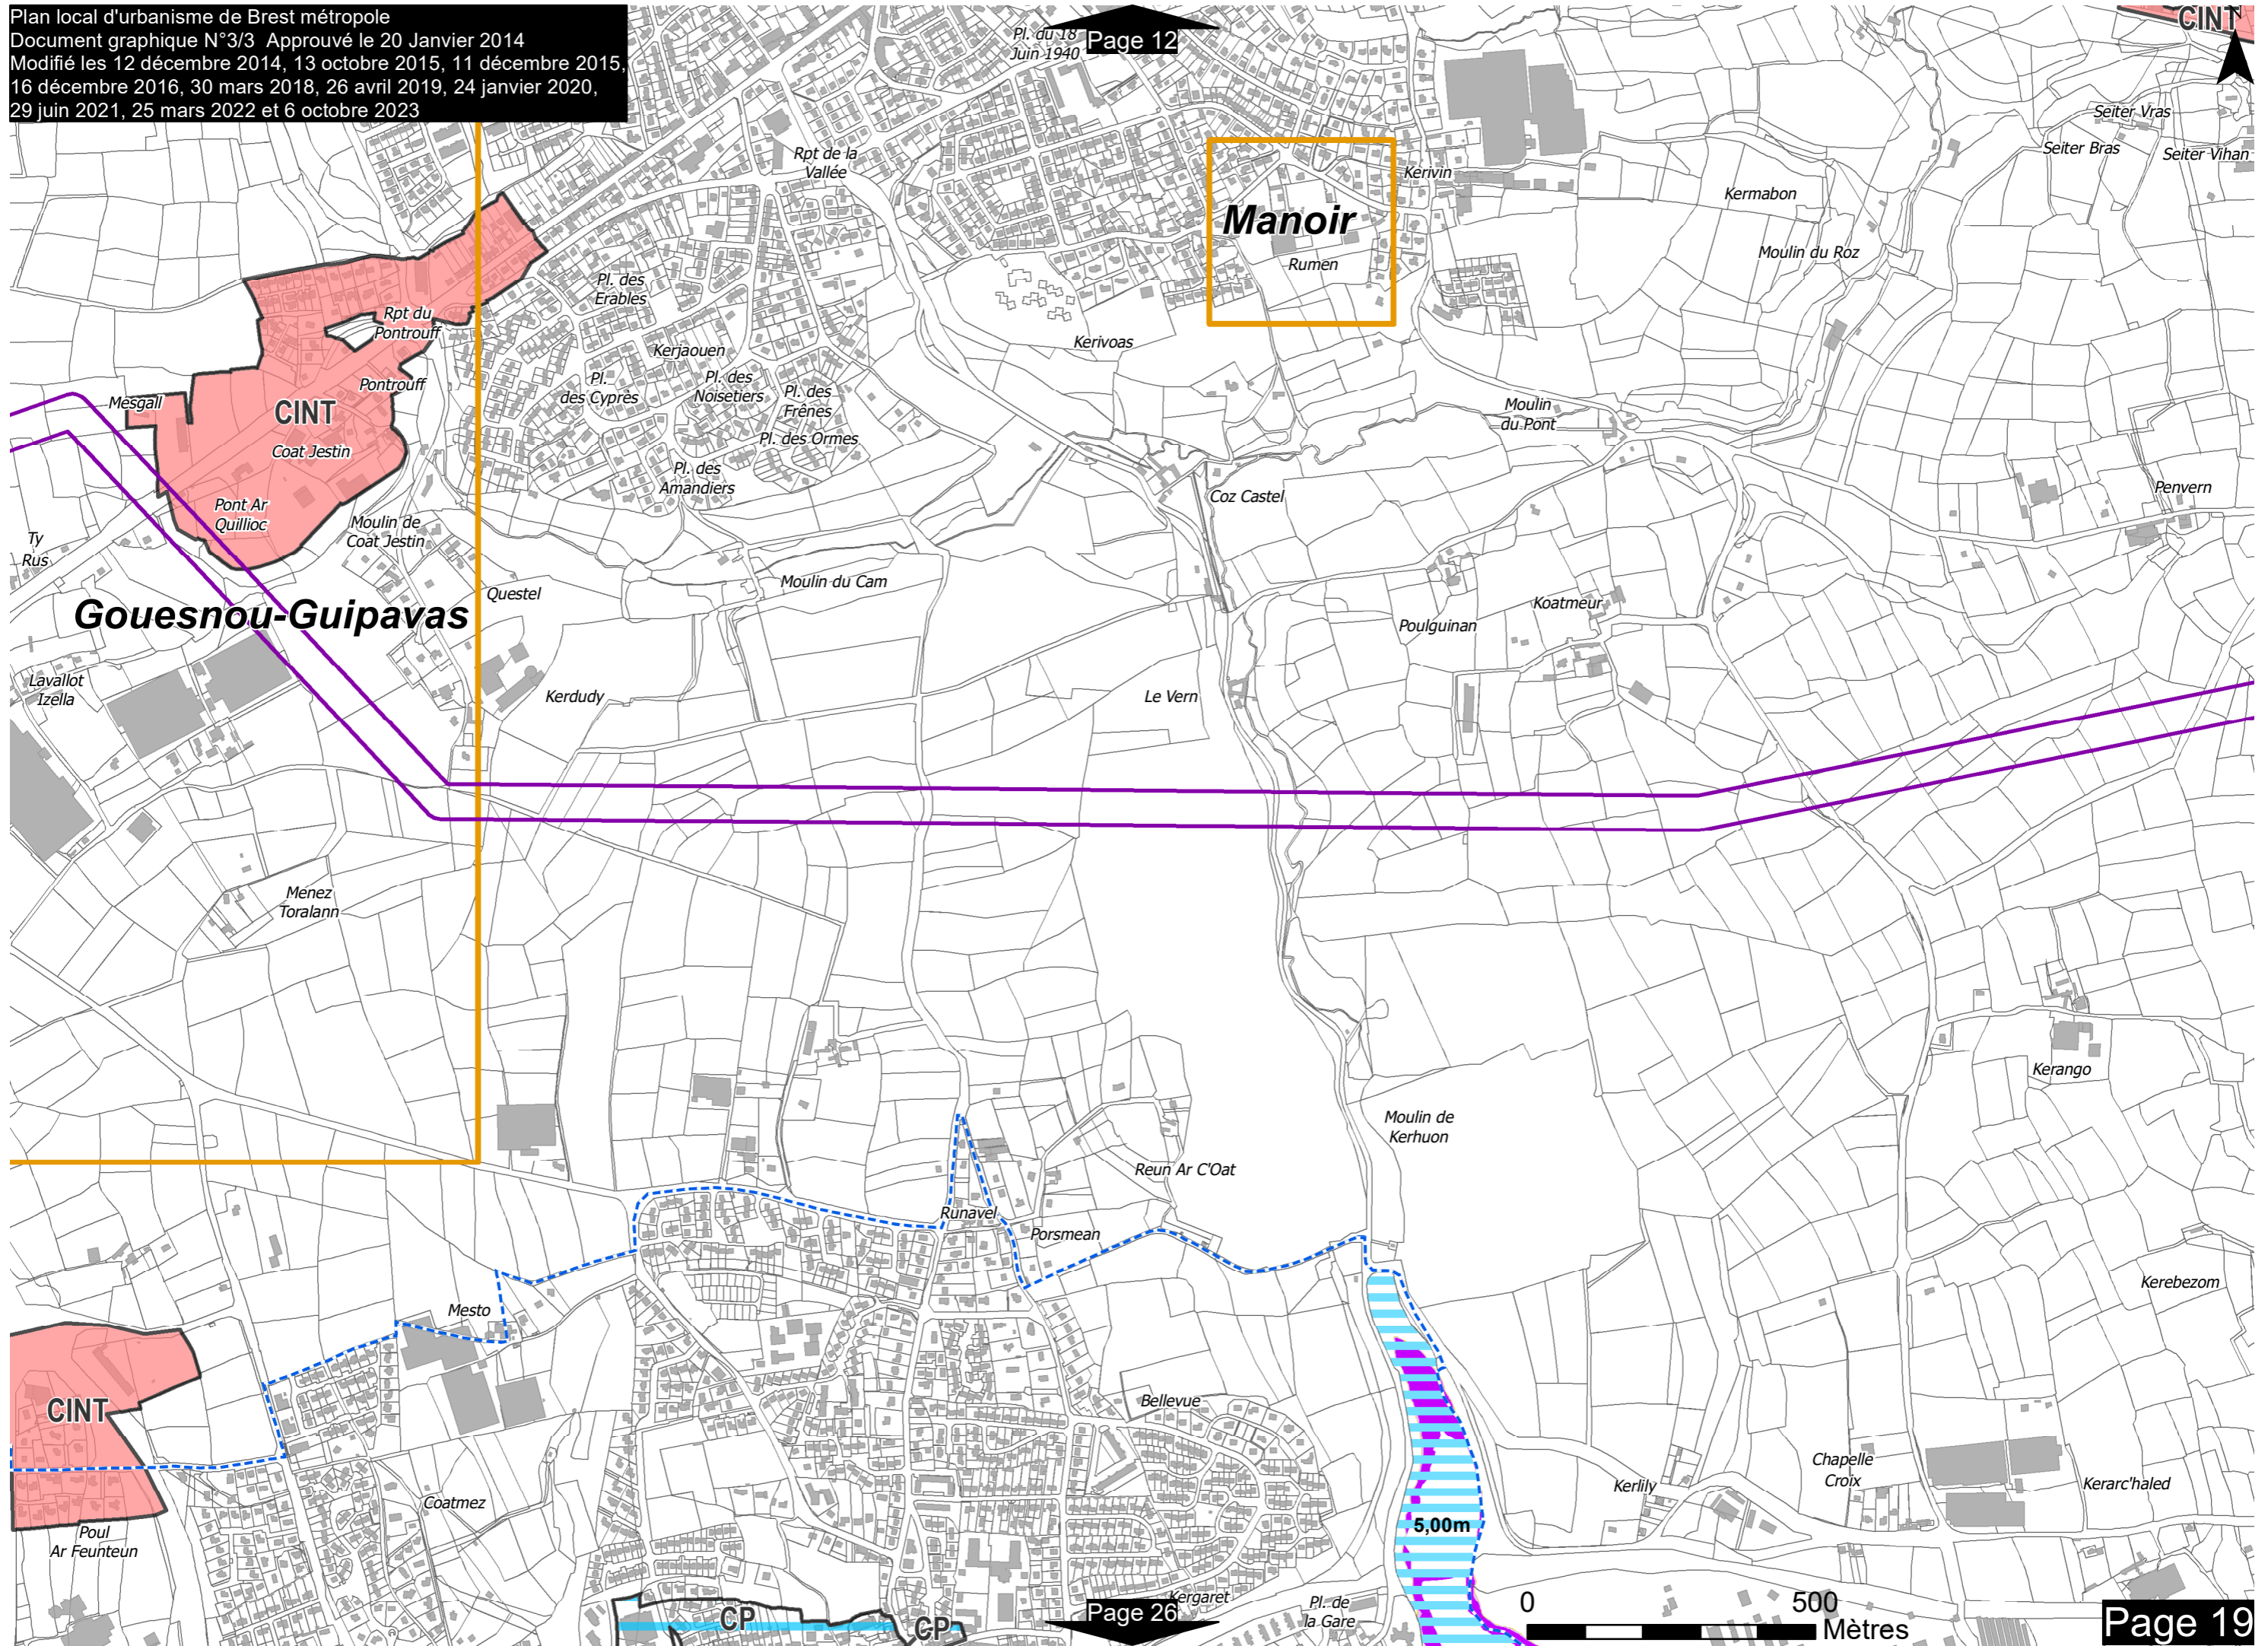 Plan local d'urbanisme de Brest métropole
Document graphique N°3/3 Approuvé le 20 Janvier 2014
Modifié les 12 décembre 2014, 13 octobre 2015, 11 décembre 2015,
16 décembre 2016, 30 mars 2018, 26 avril 2019, 24 janvier 2020,
29 juin 2021, 25 mars 2022 et 6 octobre 2023
Pl. du 18
Juin 1940
Page 12
CINT
Seiter Vras
Seiter Bras
Seiter Vihan
Rpt de la
Vallée
Kerivin
Kermabon
Manoir
Rumen
Moulin du Roz
Pl. des
Erables
Rpt du
Pontrouff
Kerivoas
Kerjaouen
Pontrouff
Pl.
des Cyprès
Pl. des
Noisetiers
Pl. des
Frênes
Mesgall
CINT
Moulin
du Pont
Coat Jestin
Pl. des Ormes
Pl. des
Amandiers
Coz Castel
Penvern
Pont Ar
Quillioc
Moulin de
Coat Jestin
Ty
Rus
Moulin du Cam
Questel
Koatmeur
Gouesnou-Guipavas
Poulguinan
Lavallot
Izella
Kerdudy
Le Vern
Menez
Toralann
Kerango
Moulin de
Kerhuon
Reun Ar C'Oat
Runavel
Porsmean
Kerebezom
Mesto
CINT
Bellevue
Chapelle
Croix
Kerlily
Kerarc'haled
Coatmez
5,00m
Poul
Ar Feunteun
Kergaret
Pl. de
la Gare
CP
CP
Page 26
0 500
Mètres
Page 19